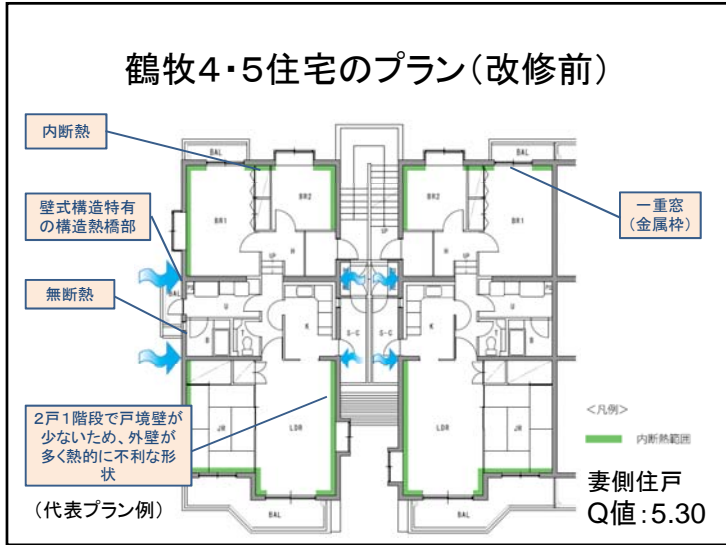 鶴牧４・５住宅のプラン（改修前）
内断熱
壁式構造特有
の構造熱橋部
無断熱
２戸１階段で戸境壁が
少ないため、外壁が
多く熱的に不利な形
状
（代表プラン例）
一重窓
（金属枠）
<凡例>
内断熱範囲
妻側住戸
Q値：5.30
BAL
BAL
BR1
BR2
BR2
BR1
UP
H
H
UP
UP
BAL
U
U
B
T
T
B
K
K
S-C
S-C
JR
LDR
LDR
JR
BAL
BAL